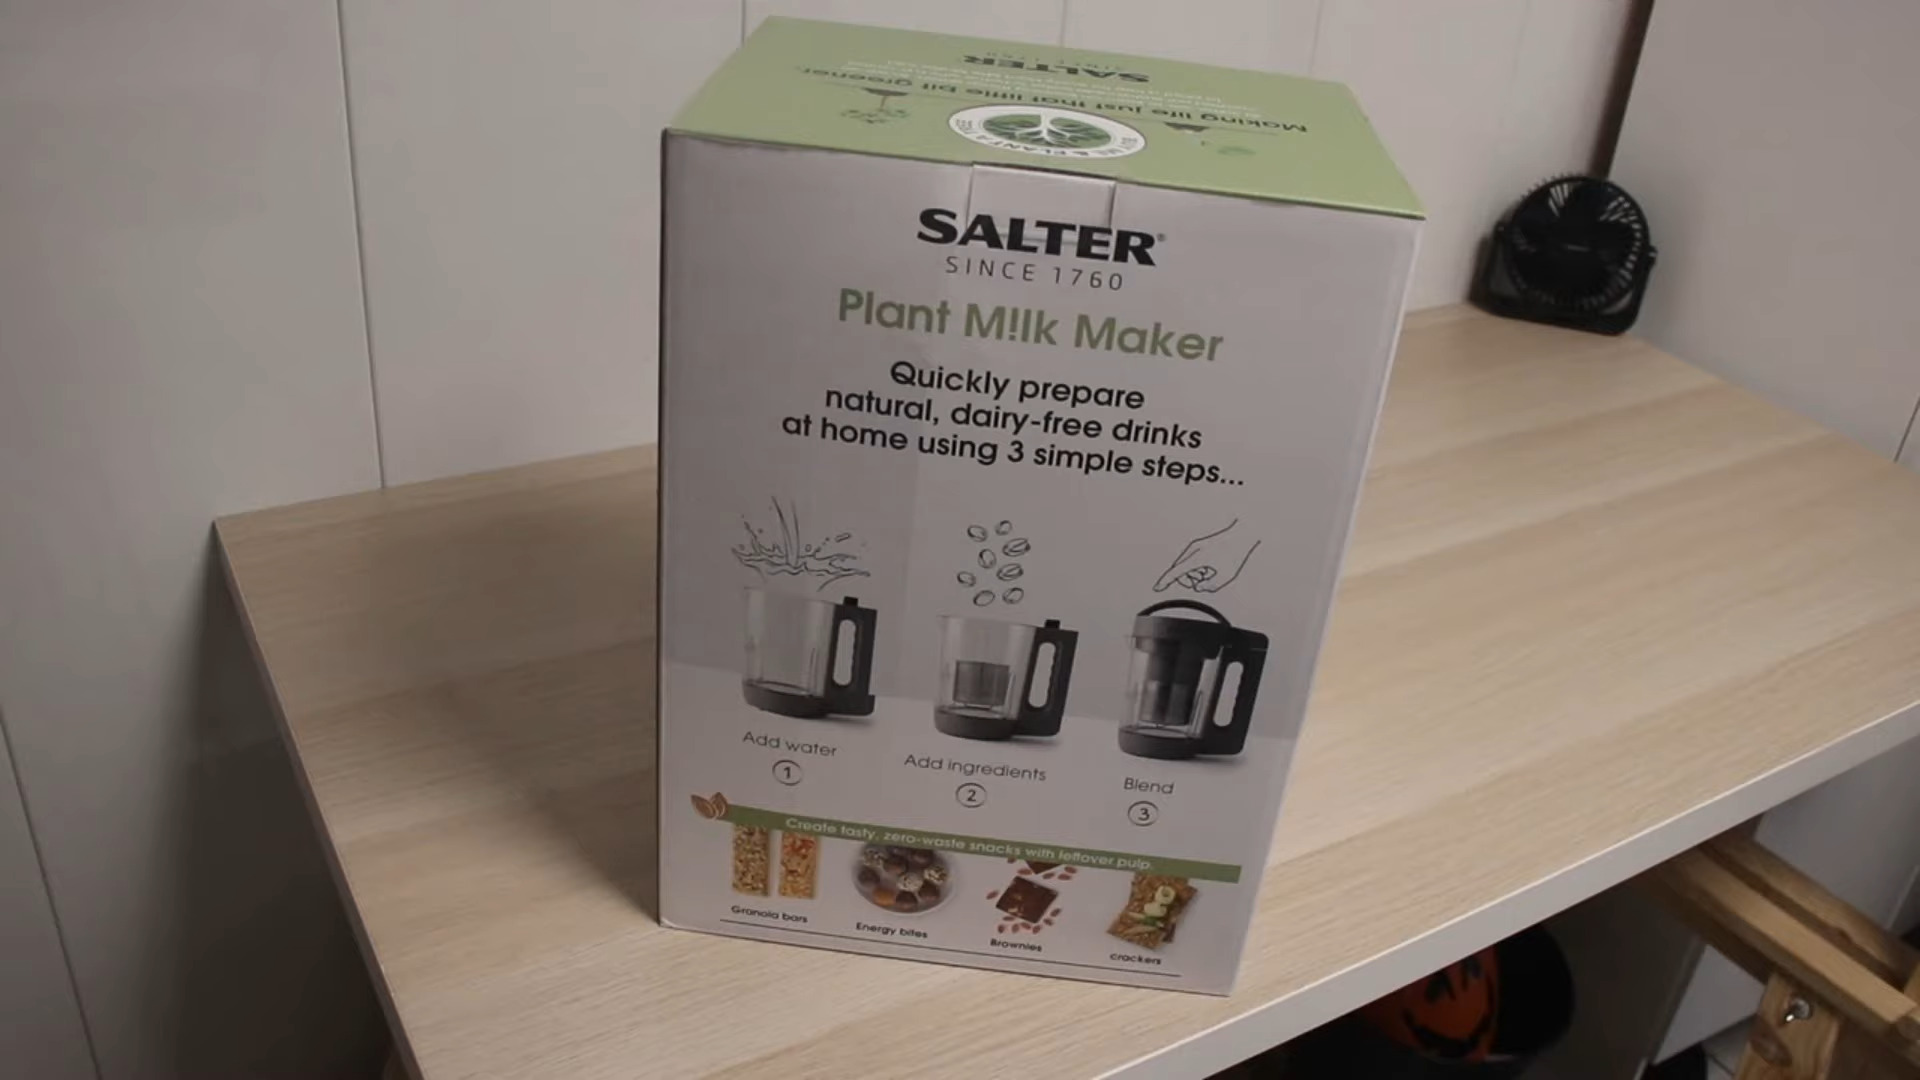 SALTER
Making life just that little bit greener.
SALTER®
SINCE 1760
Plant M!lk Maker
Quickly prepare
natural, dairy-free drinks
at home using 3 simple steps...
Add water
1
Add ingredients
2
Blend
3
Create tasty, zero-waste snacks with leftover pulp.
Granola bars
Energy bites
Brownies
crackers